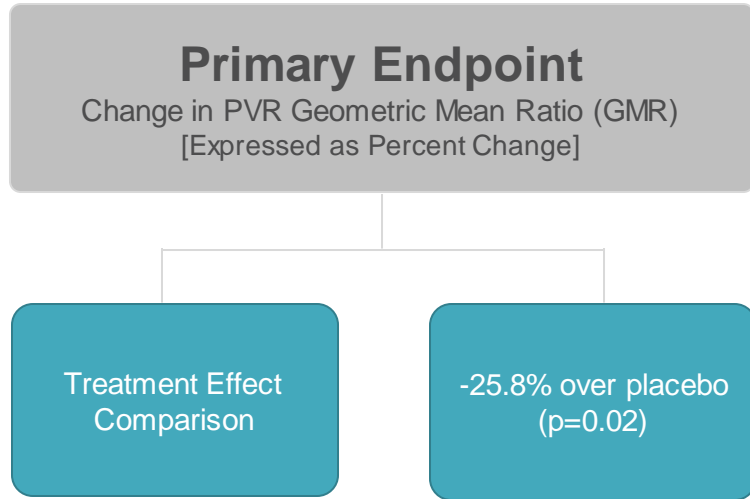 Primary Endpoint
Change in PVR Geometric Mean Ratio (GMR)
[Expressed as Percent Change]
Treatment Effect
Comparison
-25.8% over placebo
(p=0.02)